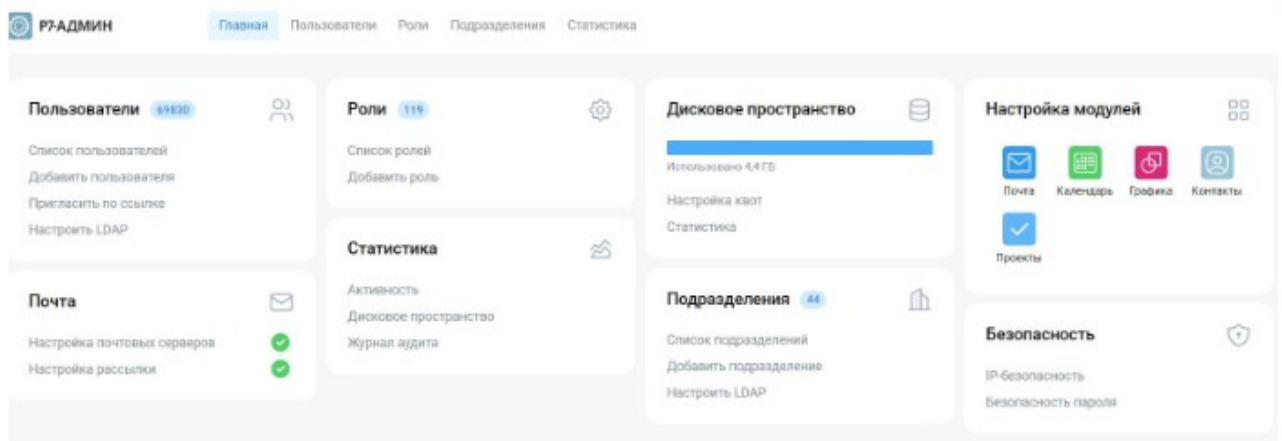 Р7-АДМИН
Главная Пользователи Роли Подразделения Статистика
Пользователи 69830
Список пользователей
Добавить пользователя
Пригласить по ссылке
Настроить LDAP
Почта
Настройка почтовых серверов
Настройка рассылки
Роли 119
Список ролей
Добавить роль
Статистика
Активность
Дисковое пространство
Журнал аудита
Дисковое пространство
Использовано 4,4 ГБ
Настройка квот
Статистика
Подразделения 44
Список подразделений
Добавить подразделение
Настроить LDAP
Настройка модулей
Почта Календарь Графика Контакты
Проекты
Безопасность
IP-безопасность
Безопасность пароля